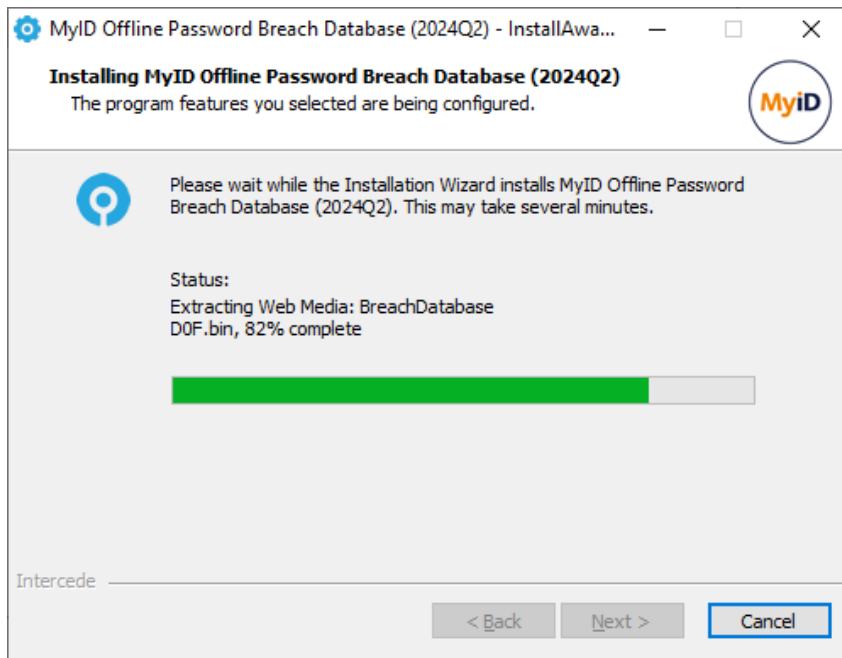 MyID Offline Password Breach Database (2024Q2) - InstallAwa...
Installing MyID Offline Password Breach Database (2024Q2)
The program features you selected are being configured.
MyiD
Please wait while the Installation Wizard installs MyID Offline Password
Breach Database (2024Q2). This may take several minutes.
Status:
Extracting Web Media: BreachDatabase
D0F.bin, 82% complete
Intercede
< Back Next > Cancel